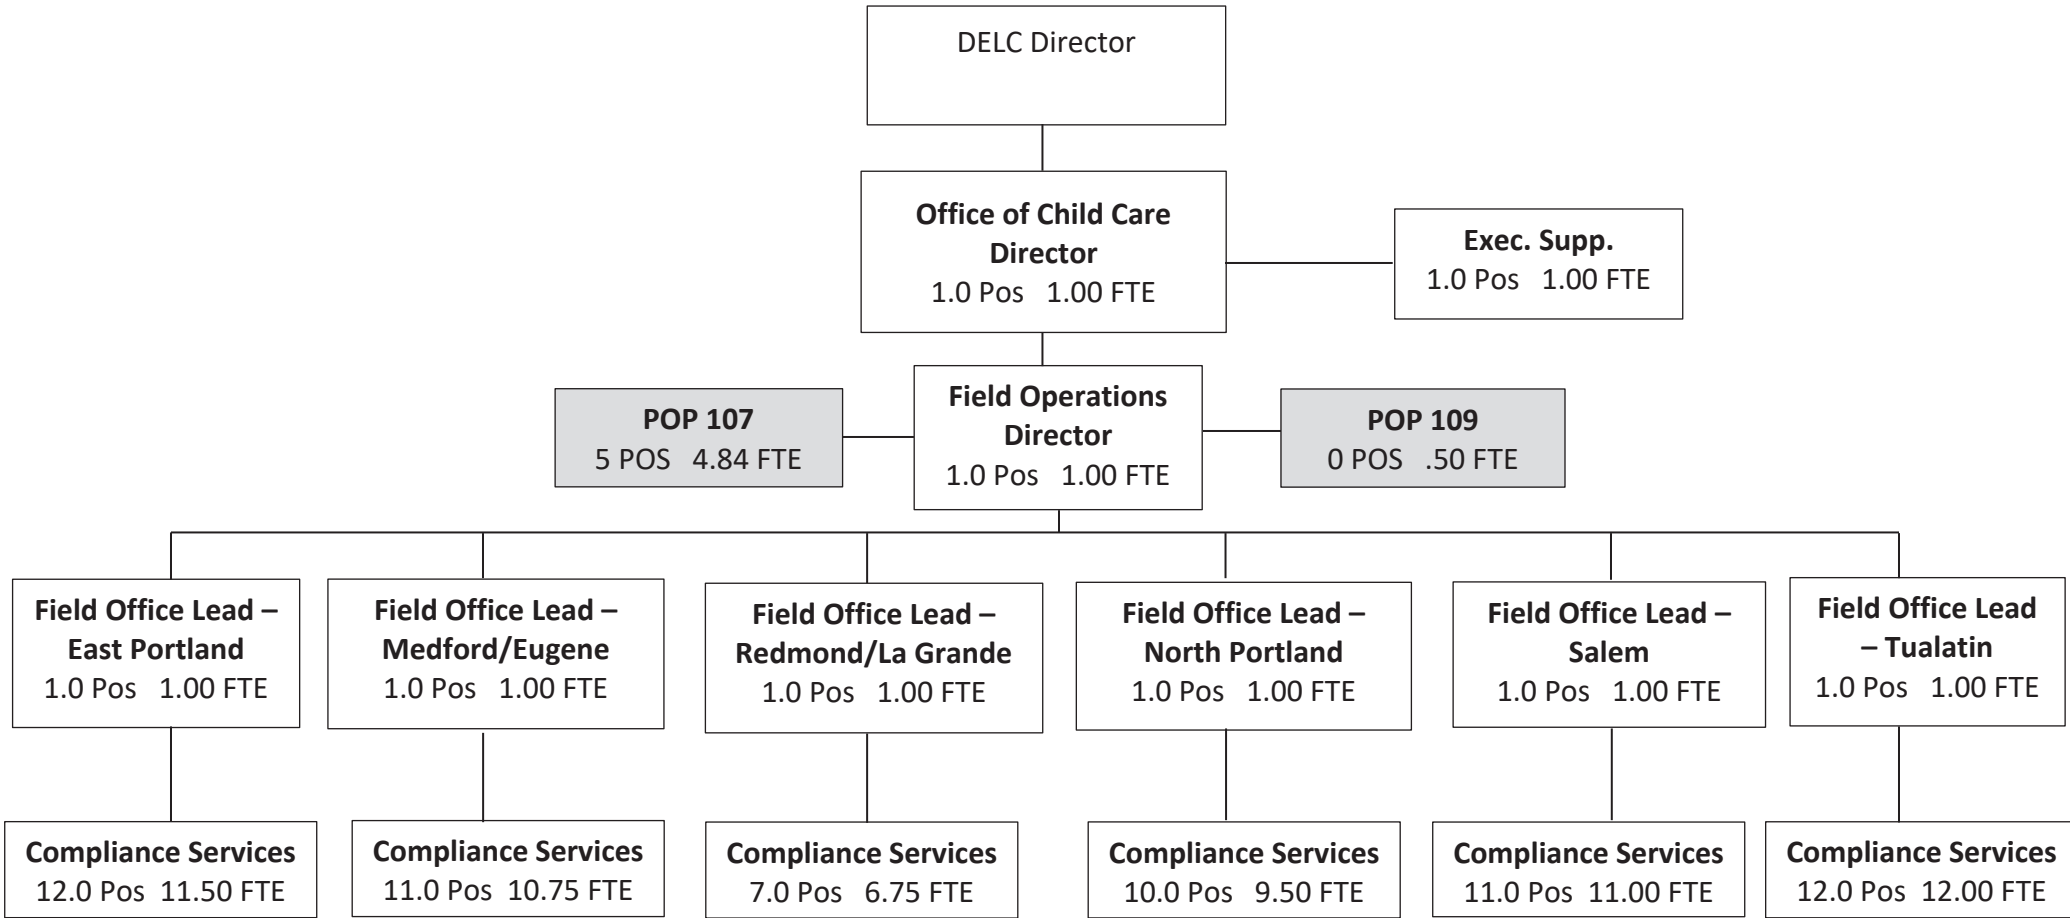 DELC Director
Office of Child Care
Director
1.0 Pos 1.00 FTE
Exec. Supp.
1.0 Pos 1.00 FTE
POP 107
5 POS 4.84 FTE
Field Operations
Director
1.0 Pos 1.00 FTE
POP 109
0 POS .50 FTE
Field Office Lead –
East Portland
1.0 Pos 1.00 FTE
Field Office Lead –
Medford/Eugene
1.0 Pos 1.00 FTE
Field Office Lead –
Redmond/La Grande
1.0 Pos 1.00 FTE
Field Office Lead –
North Portland
1.0 Pos 1.00 FTE
Field Office Lead –
Salem
1.0 Pos 1.00 FTE
Field Office Lead
– Tualatin
1.0 Pos 1.00 FTE
Compliance Services
12.0 Pos 11.50 FTE
Compliance Services
11.0 Pos 10.75 FTE
Compliance Services
7.0 Pos 6.75 FTE
Compliance Services
10.0 Pos 9.50 FTE
Compliance Services
11.0 Pos 11.00 FTE
Compliance Services
12.0 Pos 12.00 FTE